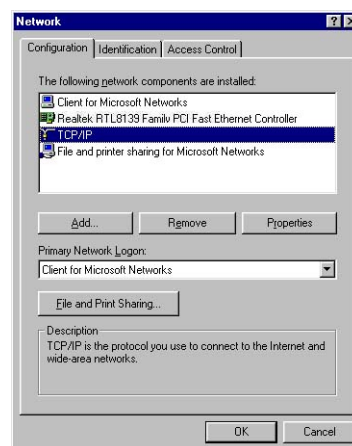 Network
Configuration Identification Access Control
The following network components are installed:
Client for Microsoft Networks
Realtek RTL8139 Family PCI Fast Ethernet Controller
TCP/IP
File and printer sharing for Microsoft Networks
Add... Remove Properties
Primary Network Logon:
Client for Microsoft Networks
File and Print Sharing...
Description
TCP/IP is the protocol you use to connect to the Internet and
wide-area networks.
OK Cancel